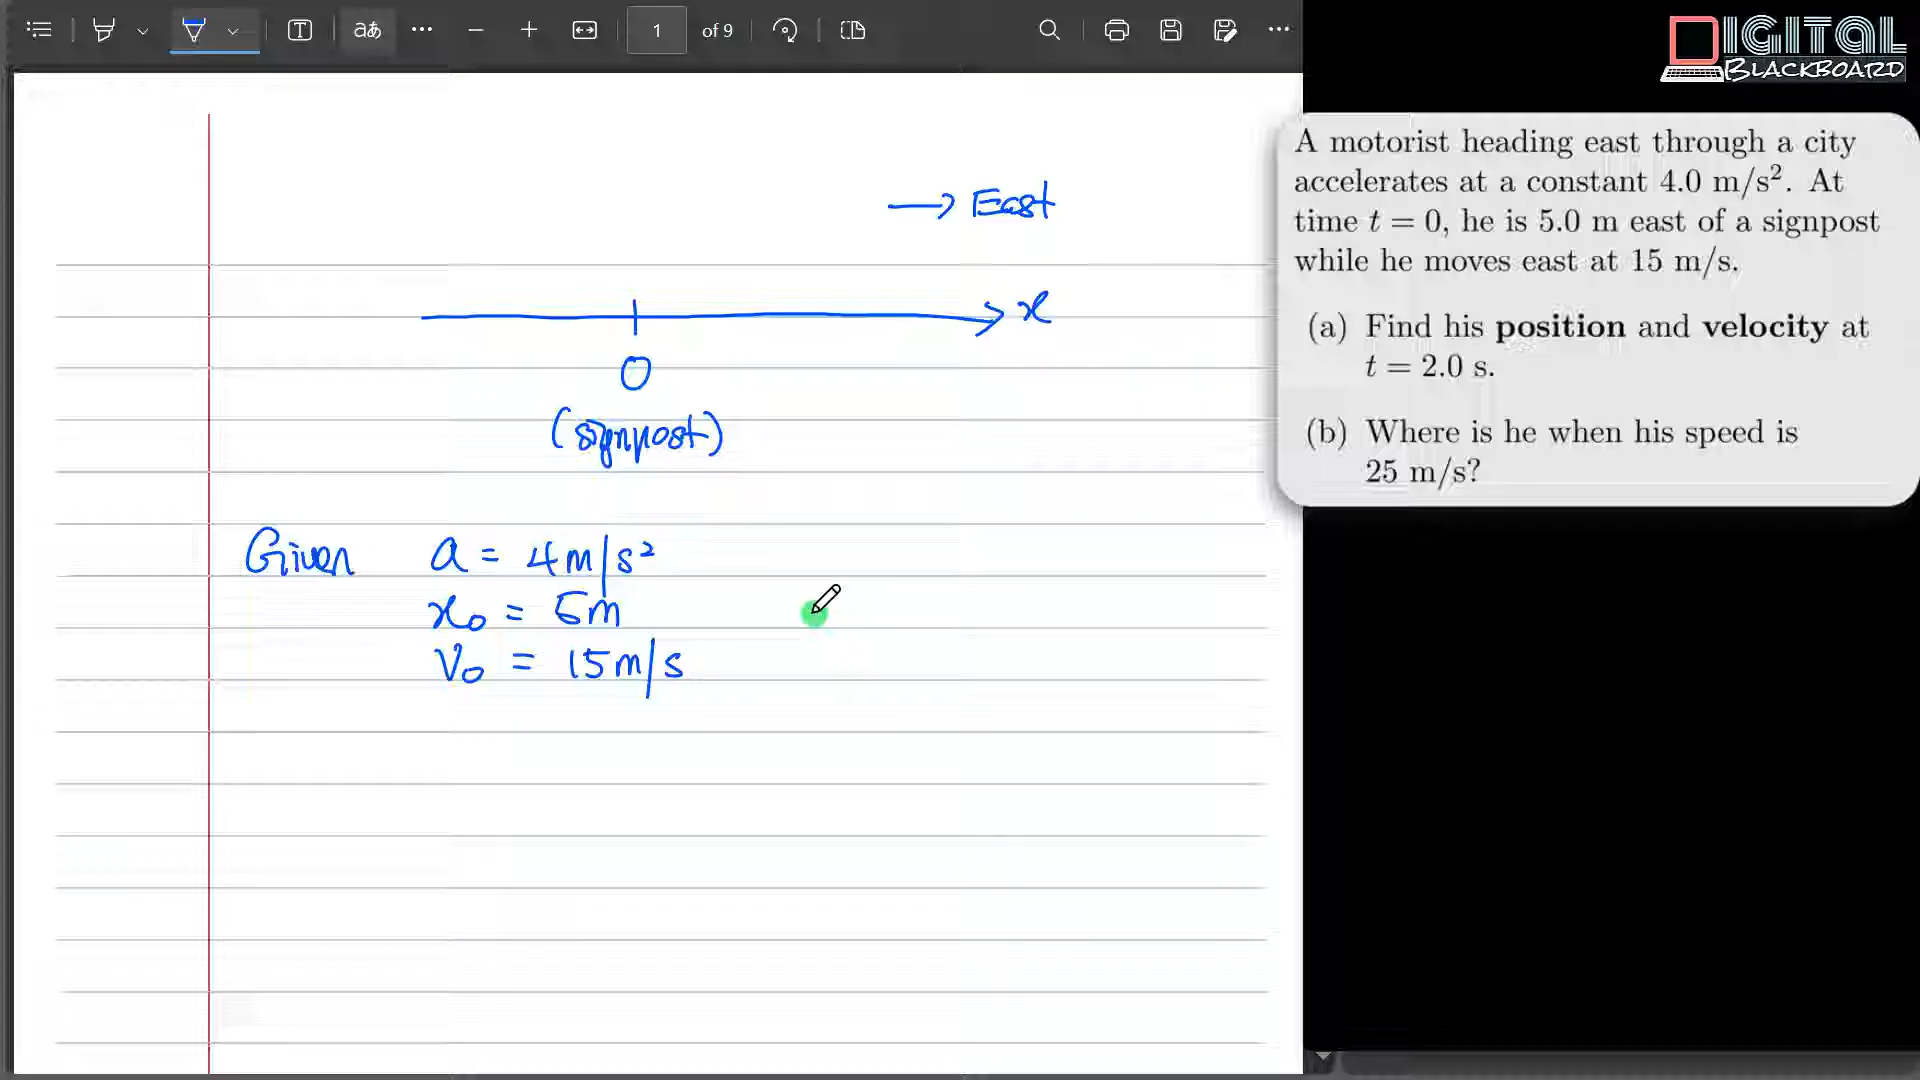 1 of 9
DIGITAL
BLACKBOARD
A motorist heading east through a city
accelerates at a constant 4.0 m/s². At
time t = 0, he is 5.0 m east of a signpost
while he moves east at 15 m/s.
(a) Find his position and velocity at
t = 2.0 s.
(b) Where is he when his speed is
25 m/s?
→ East
x
0
(signpost)
Given a = 4m/s²
x₀ = 5m
v₀ = 15m/s